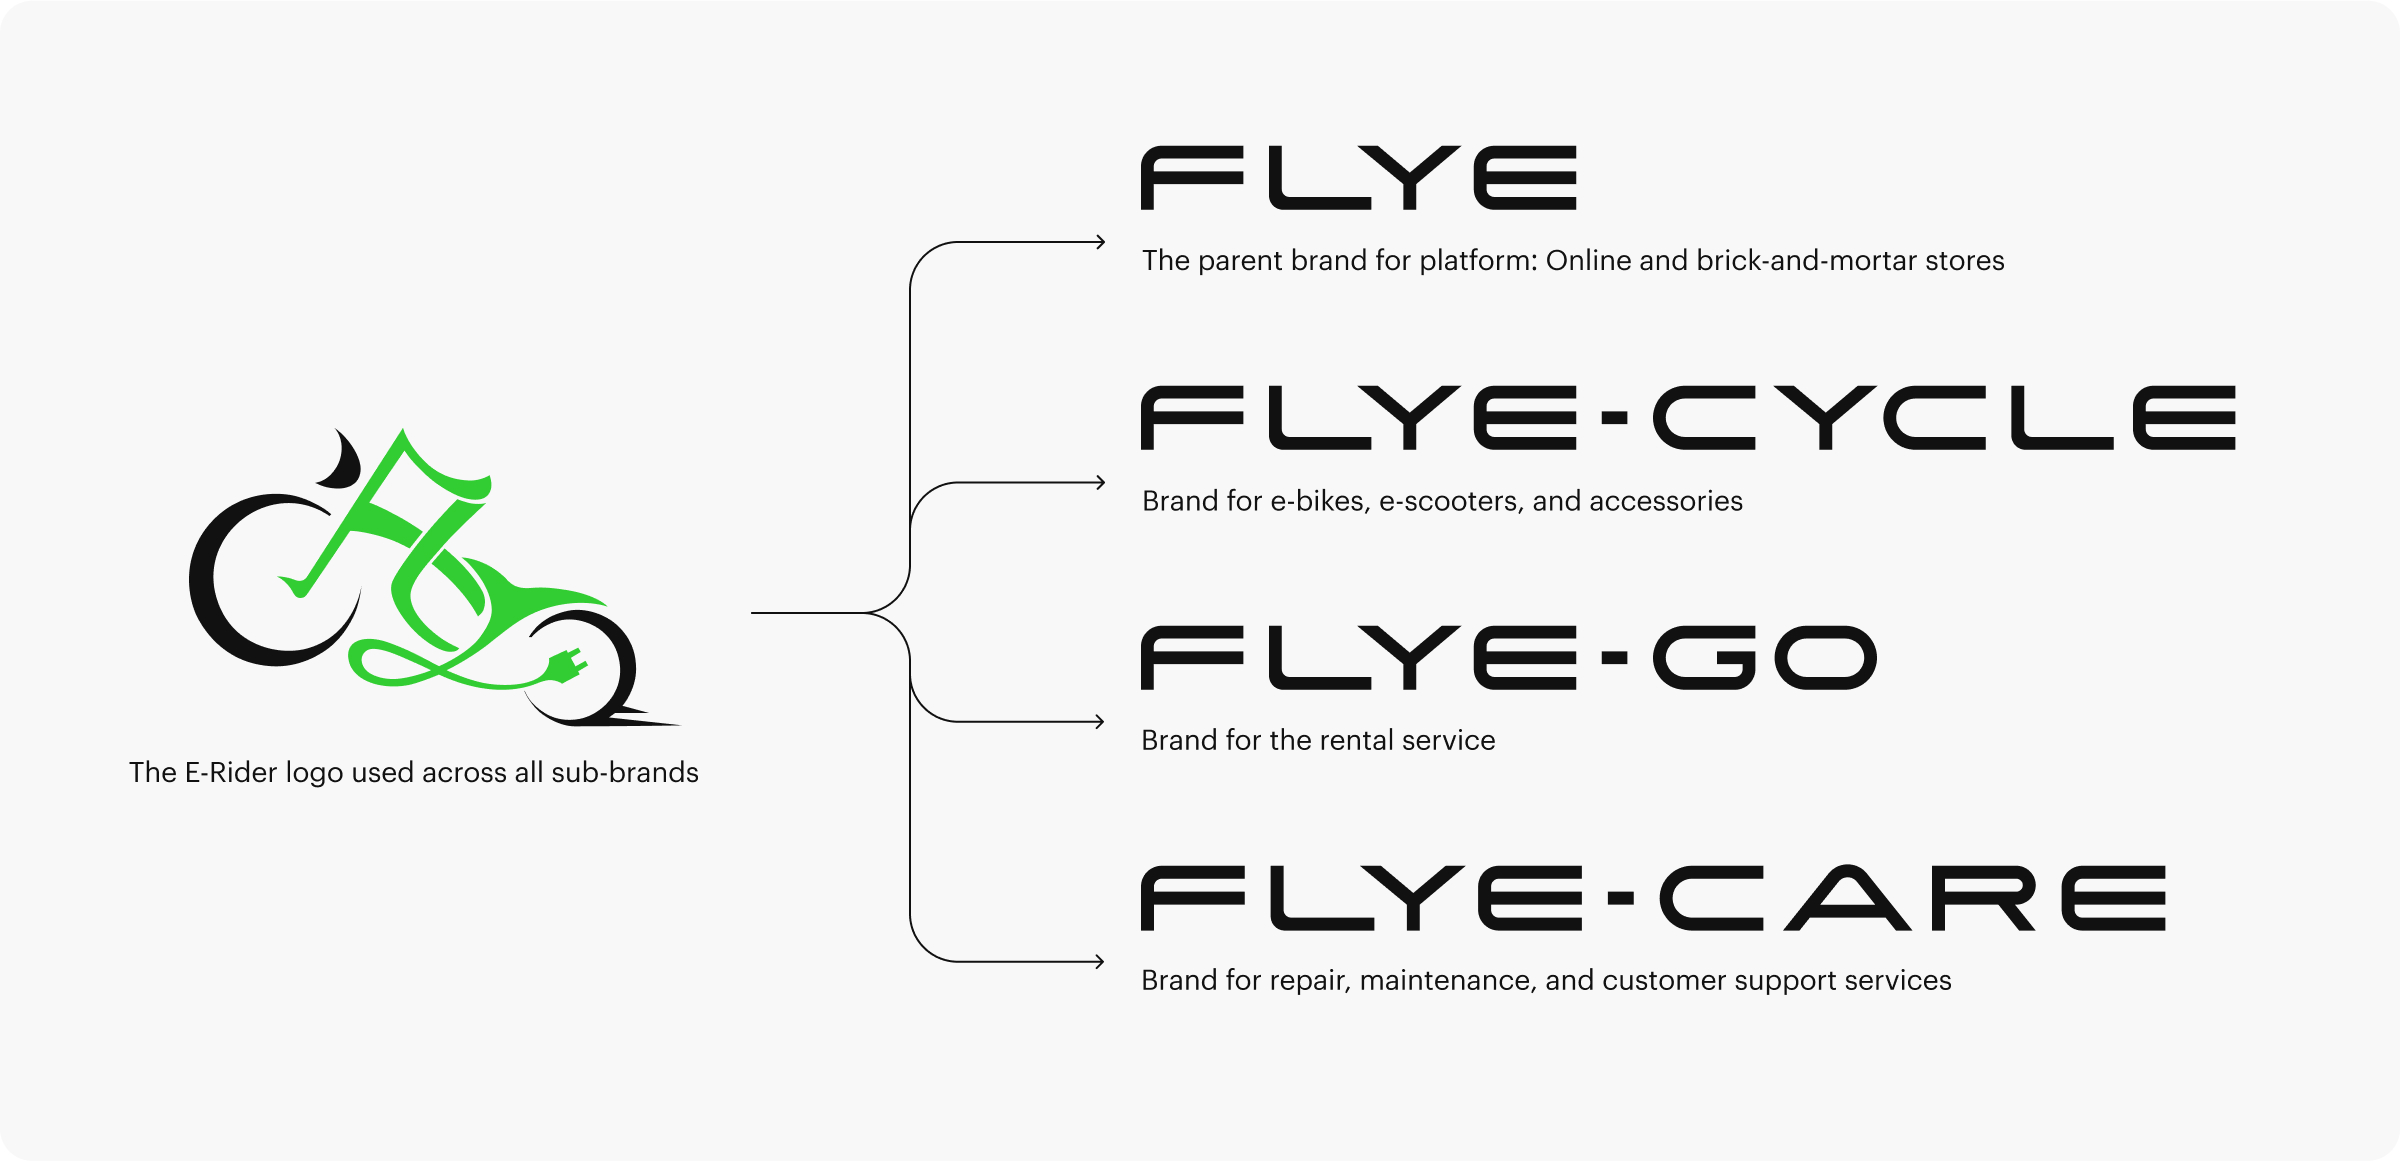 FLYE
The parent brand for platform: Online and brick-and-mortar stores
FLYE-CYCLE
Brand for e-bikes, e-scooters, and accessories
FLYE-GO
Brand for the rental service
The E-Rider logo used across all sub-brands
FLYE-CARE
Brand for repair, maintenance, and customer support services